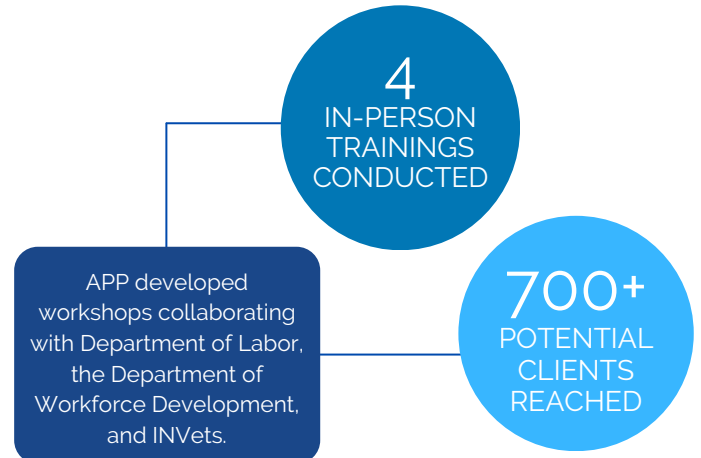 4
IN-PERSON
TRAININGS
CONDUCTED
700+
POTENTIAL
CLIENTS
REACHED
APP developed
workshops collaborating
with Department of Labor,
the Department of
Workforce Development,
and INVets.